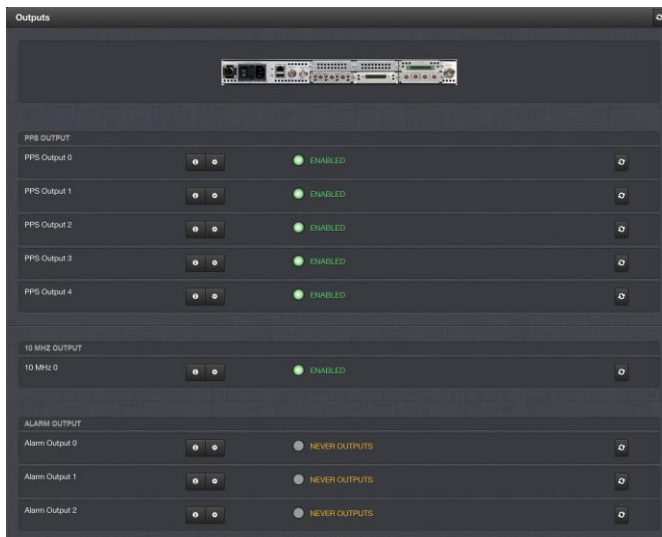 Outputs
PPS OUTPUT
PPS Output 0
ENABLED
PPS Output 1
ENABLED
PPS Output 2
ENABLED
PPS Output 3
ENABLED
PPS Output 4
ENABLED
10 MHZ OUTPUT
10 MHz 0
ENABLED
ALARM OUTPUT
Alarm Output 0
NEVER OUTPUTS
Alarm Output 1
NEVER OUTPUTS
Alarm Output 2
NEVER OUTPUTS